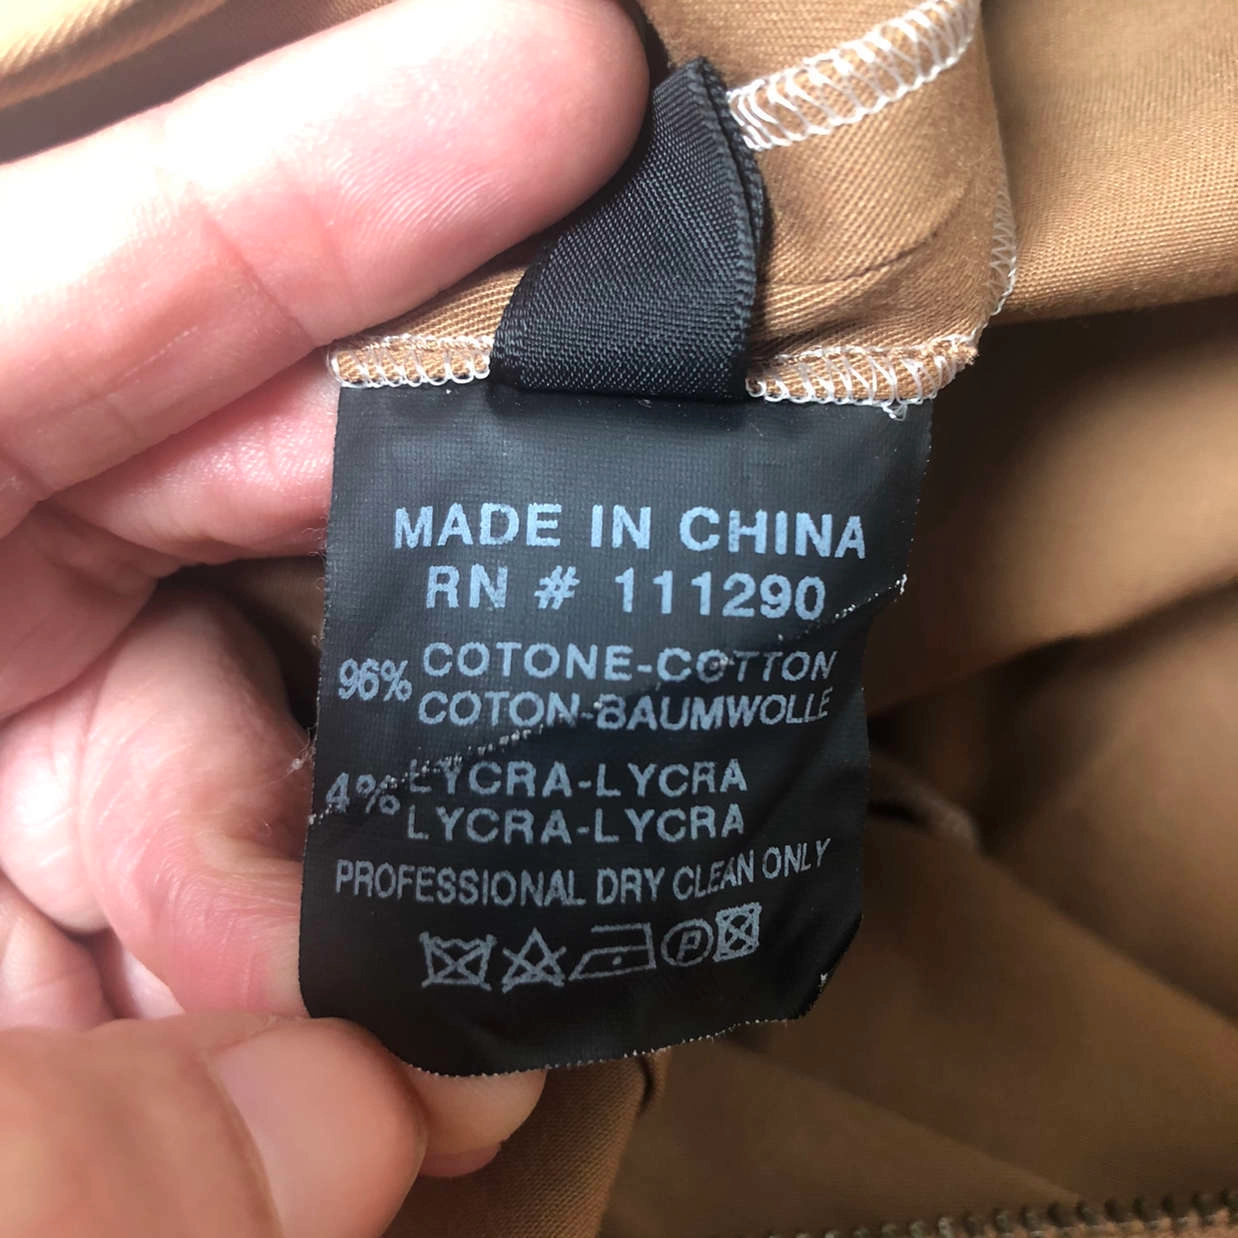 MADE IN CHINA
RN # 111290
96% COTONE-COTTON
COTON-BAUMWOLLE
4% LYCRA-LYCRA
LYCRA-LYCRA
PROFESSIONAL DRY CLEAN ONLY
P